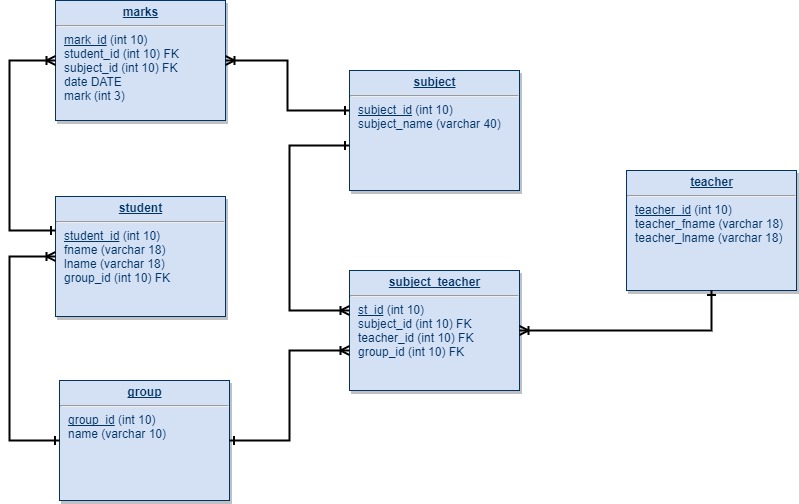 marks
mark_id (int 10)
student_id (int 10) FK
subject_id (int 10) FK
date DATE
mark (int 3)
subject
subject_id (int 10)
subject_name (varchar 40)
teacher
teacher_id (int 10)
teacher_fname (varchar 18)
teacher_lname (varchar 18)
student
student_id (int 10)
fname (varchar 18)
lname (varchar 18)
group_id (int 10) FK
subject_teacher
st_id (int 10)
subject_id (int 10) FK
teacher_id (int 10) FK
group_id (int 10) FK
group
group_id (int 10)
name (varchar 10)